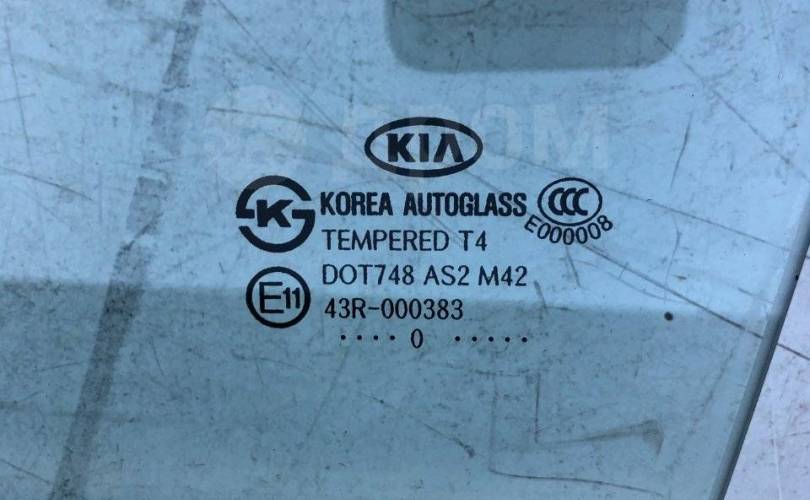 KIA
KOREA AUTOGLASS
CCC
E000008
K
TEMPERED T4
DOT748 AS2 M42
E11
43R-000383
.... 0 .....